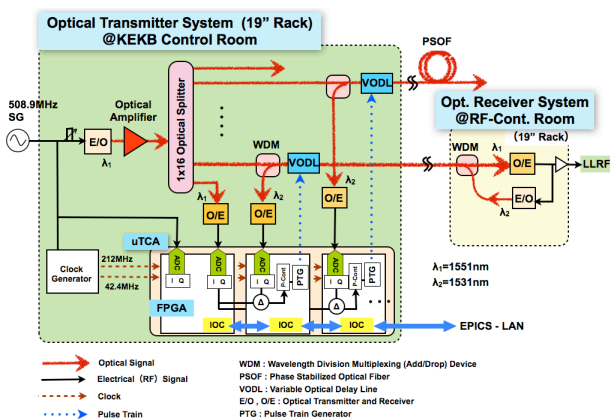 Optical Transmitter System (19” Rack)
@KEKB Control Room
PSOF
VODL
508.9MHz
SG
Optical
Amplifier
E/O
λ1
1x16 Optical Splitter
WDM
VODL
λ2
λ2
O/E
O/E
O/E
Opt. Receiver System
@RF-Cont. Room
(19” Rack)
WDM
λ1
O/E
E/O
λ2
LLRF
uTCA
Clock
Generator
212MHz
42.4MHz
ADC
I Q
ADC
I Q
ADC
I Q
Δ
P-Cont
PTG
ADC
I Q
Δ
P-Cont
PTG
FPGA
IOC
IOC
IOC
EPICS - LAN
λ1=1551nm
λ2=1531nm
Optical Signal
Electrical (RF) Signal
Clock
Pulse Train
WDM : Wavelength Division Multiplexing (Add/Drop) Device
PSOF : Phase Stabilized Optical Fiber
VODL : Variable Optical Delay Line
E/O , O/E : Optical Transmitter and Receiver
PTG : Pulse Train Generator